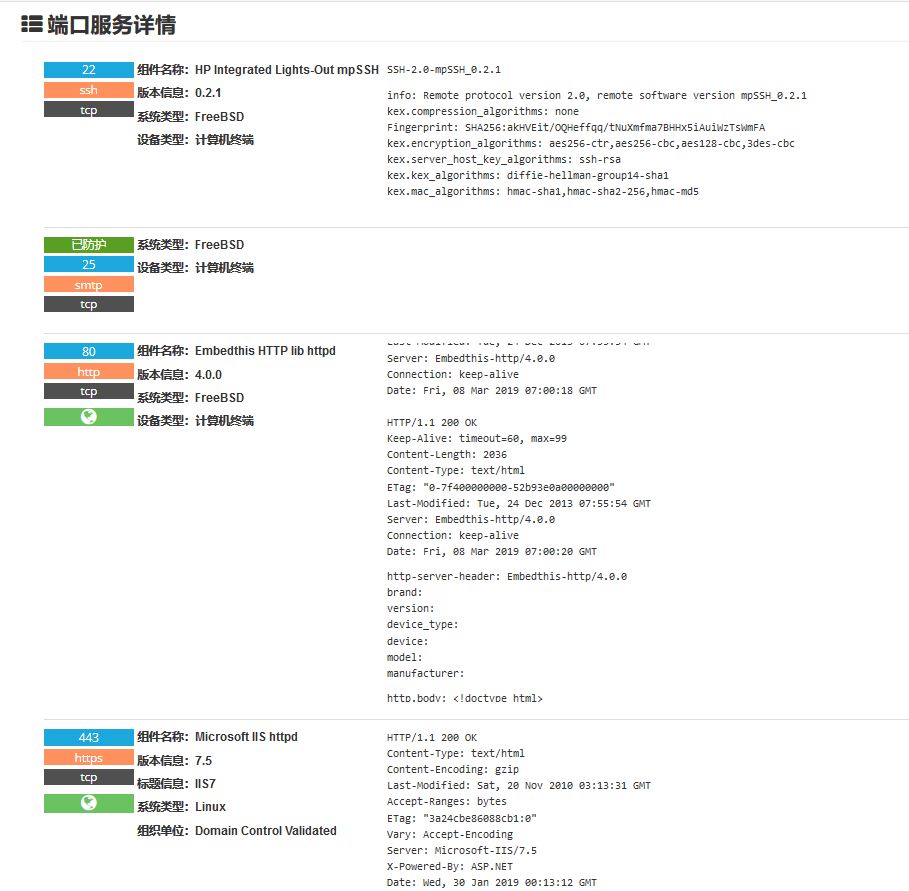 端口服务详情
22
ssh
tcp
组件名称：HP Integrated Lights-Out mpSSH
版本信息：0.2.1
系统类型：FreeBSD
设备类型：计算机终端
SSH-2.0-mpSSH_0.2.1
info: Remote protocol version 2.0, remote software version mpSSH_0.2.1
kex.compression_algorithms: none
Fingerprint: SHA256:akHVEit/OQHeffqq/tNuXmfma7BHHx5iAuiWzTsWmFA
kex.encryption_algorithms: aes256-ctr,aes256-cbc,aes128-cbc,3des-cbc
kex.server_host_key_algorithms: ssh-rsa
kex.kex_algorithms: diffie-hellman-group14-sha1
kex.mac_algorithms: hmac-sha1,hmac-sha2-256,hmac-md5
已防护
25
smtp
tcp
系统类型：FreeBSD
设备类型：计算机终端
80
http
tcp
组件名称：Embedthis HTTP lib httpd
版本信息：4.0.0
系统类型：FreeBSD
设备类型：计算机终端
Last-Modified: Tue, 24 Dec 2013 07:55:54 GMT
Server: Embedthis-http/4.0.0
Connection: keep-alive
Date: Fri, 08 Mar 2019 07:00:18 GMT
HTTP/1.1 200 OK
Keep-Alive: timeout=60, max=99
Content-Length: 2036
Content-Type: text/html
ETag: "0-7f400000000-52b93e0a00000000"
Last-Modified: Tue, 24 Dec 2013 07:55:54 GMT
Server: Embedthis-http/4.0.0
Connection: keep-alive
Date: Fri, 08 Mar 2019 07:00:20 GMT
http-server-header: Embedthis-http/4.0.0
brand:
version:
device_type:
device:
model:
manufacturer:
http.body: <!doctype html>
443
https
tcp
组件名称：Microsoft IIS httpd
版本信息：7.5
标题信息：IIS7
系统类型：Linux
组织单位：Domain Control Validated
HTTP/1.1 200 OK
Content-Type: text/html
Content-Encoding: gzip
Last-Modified: Sat, 20 Nov 2010 03:13:31 GMT
Accept-Ranges: bytes
ETag: "3a24cbe86088cb1:0"
Vary: Accept-Encoding
Server: Microsoft-IIS/7.5
X-Powered-By: ASP.NET
Date: Wed, 30 Jan 2019 00:13:12 GMT